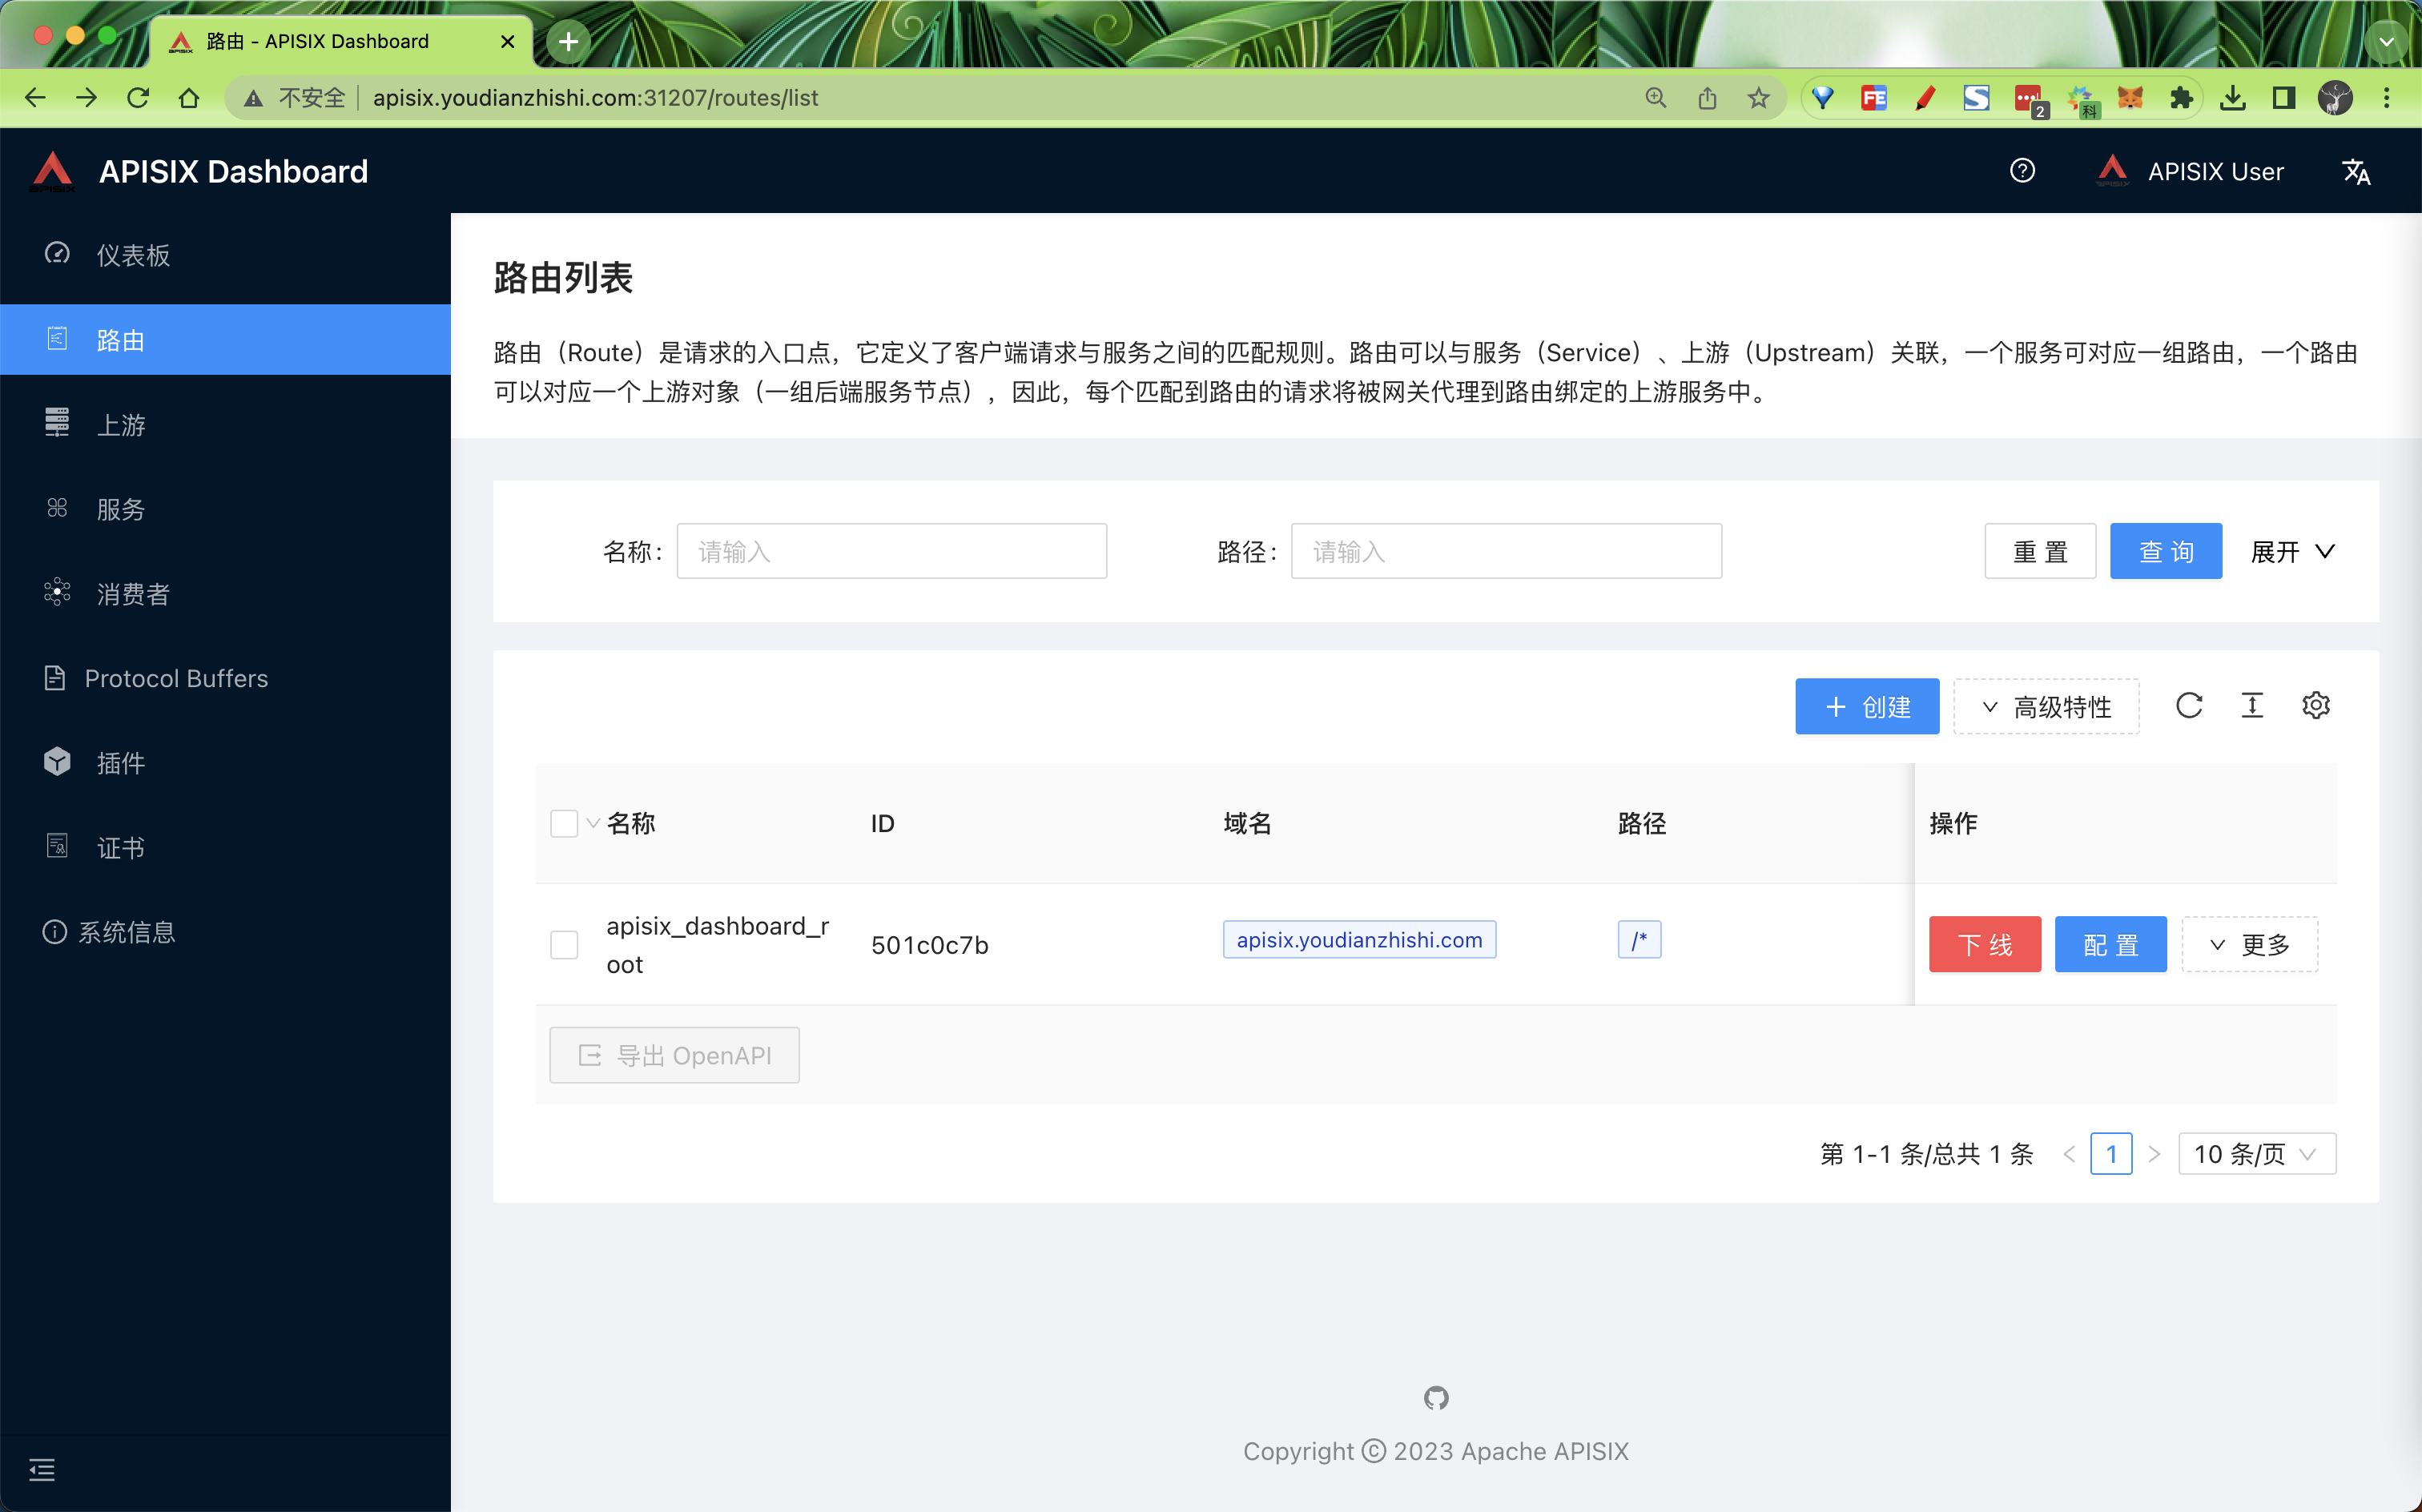 路由 - APISIX Dashboard
不安全 apisix.youdianzhishi.com:31207/routes/list
FE
2
科
APISIX Dashboard
APISIX User
仪表板
路由
上游
服务
消费者
Protocol Buffers
插件
证书
系统信息
路由列表
路由（Route）是请求的入口点，它定义了客户端请求与服务之间的匹配规则。路由可以与服务（Service）、上游（Upstream）关联，一个服务可对应一组路由，一个路由
可以对应一个上游对象（一组后端服务节点），因此，每个匹配到路由的请求将被网关代理到路由绑定的上游服务中。
名称： 请输入 路径： 请输入 重 置 查 询 展开
创建 高级特性
名称 ID 域名 路径 操作
apisix_dashboard_r
oot 501c0c7b apisix.youdianzhishi.com /* 下 线 配 置 更多
导出 OpenAPI
第 1-1 条/总共 1 条 < 1 > 10 条/页
Copyright © 2023 Apache APISIX